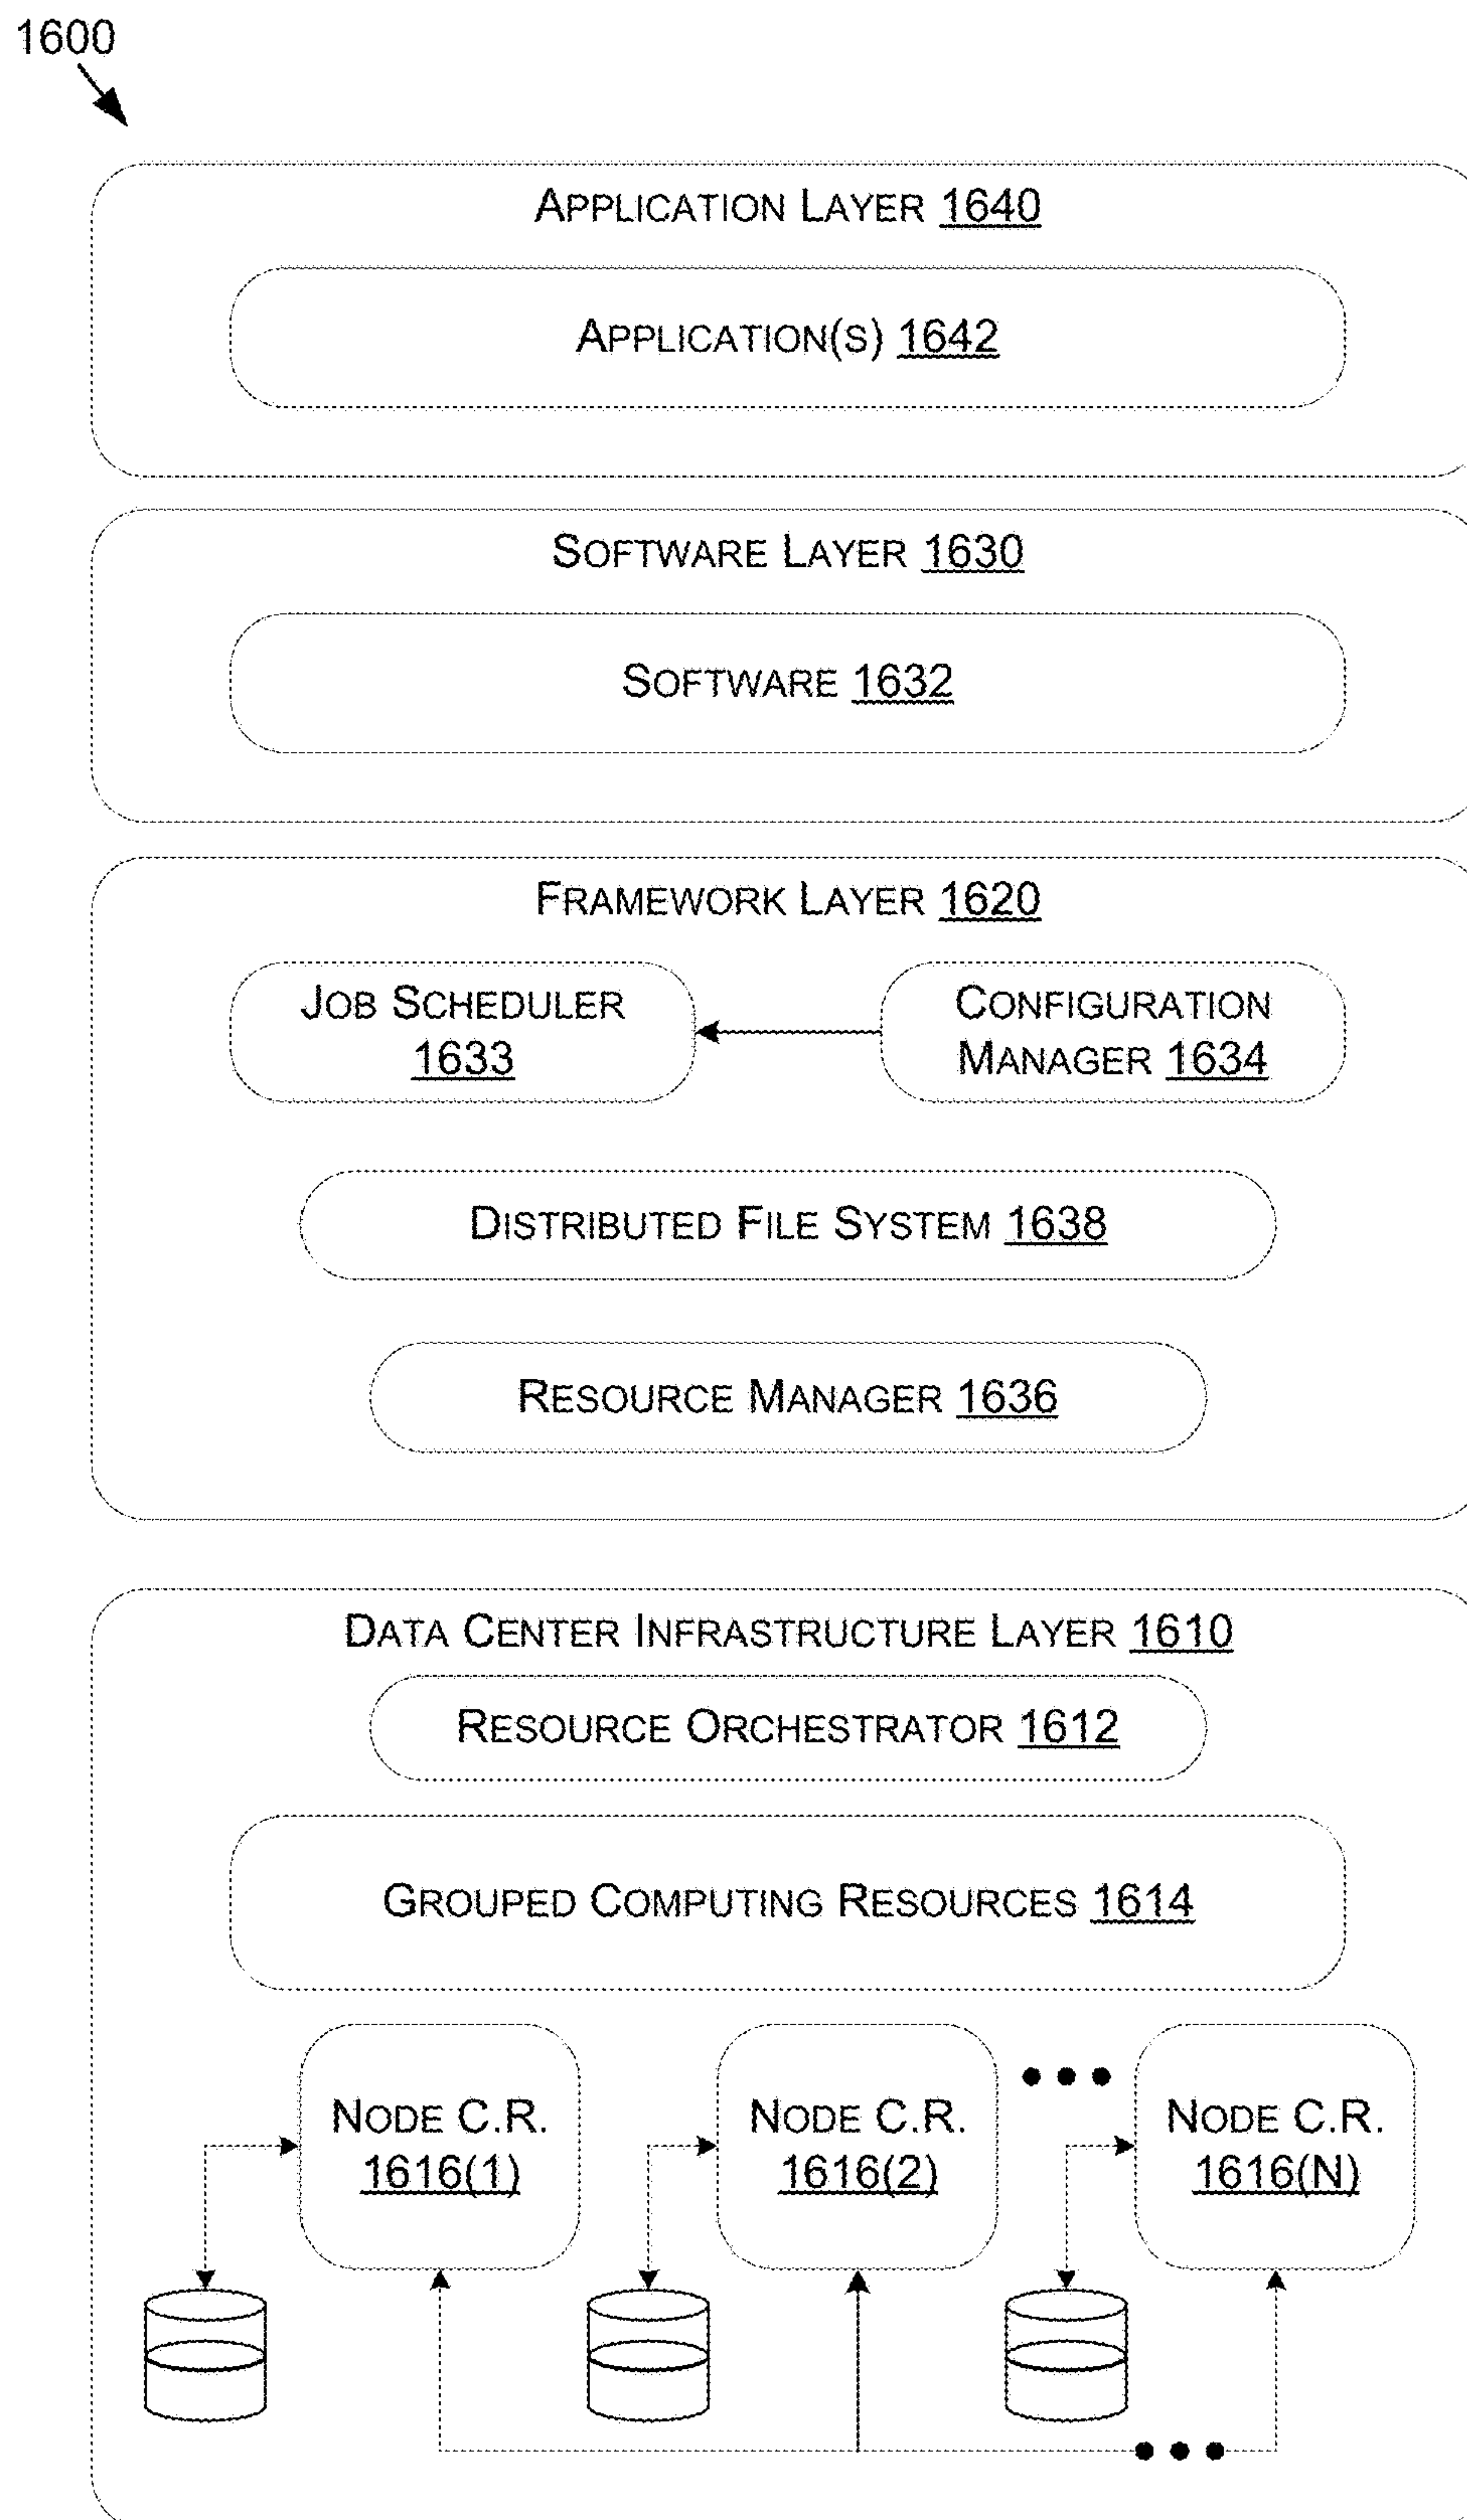 1600
APPLICATION LAYER 1640
APPLICATION(S) 1642
SOFTWARE LAYER 1630
SOFTWARE 1632
FRAMEWORK LAYER 1620
JOB SCHEDULER
1633
CONFIGURATION
MANAGER 1634
DISTRIBUTED FILE SYSTEM 1638
RESOURCE MANAGER 1636
DATA CENTER INFRASTRUCTURE LAYER 1610
RESOURCE ORCHESTRATOR 1612
GROUPED COMPUTING RESOURCES 1614
NODE C.R.
1616(1)
NODE C.R.
1616(2)
NODE C.R.
1616(N)